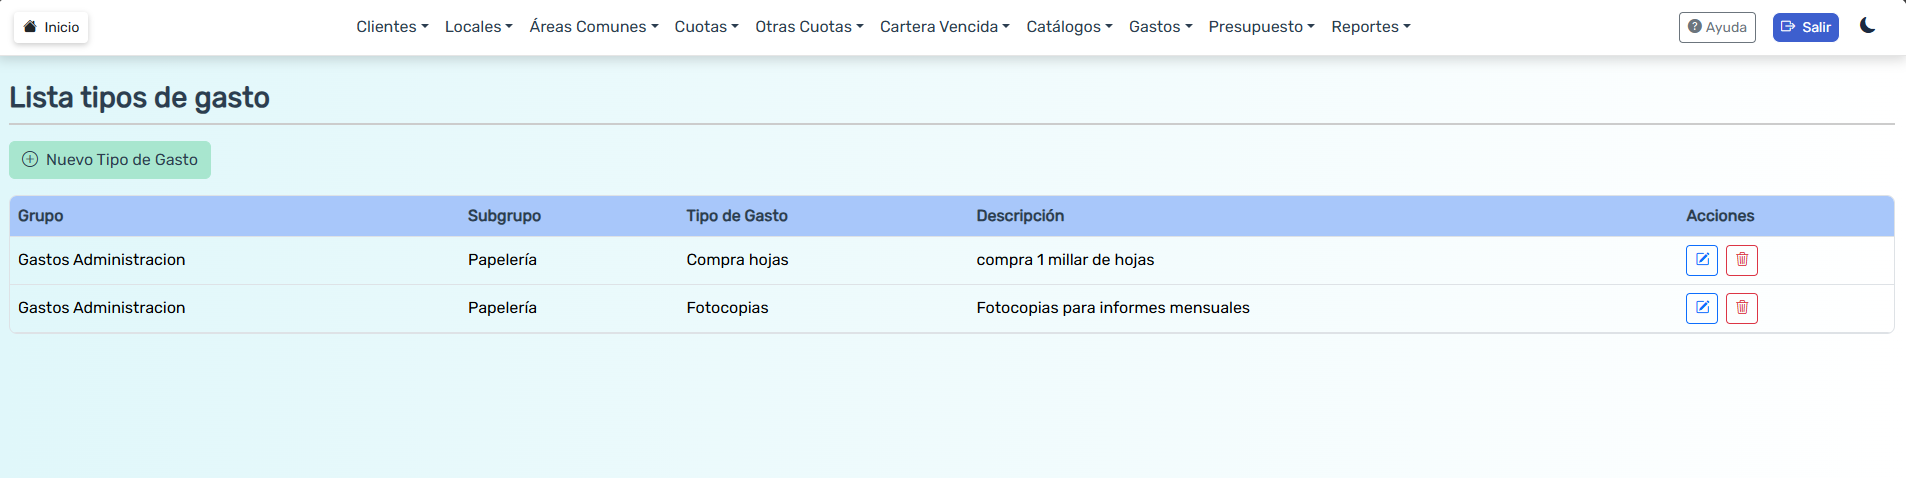 Inicio Clientes Locales Áreas Comunes Cuotas Otras Cuotas Cartera Vencida Catálogos Gastos Presupuesto Reportes Ayuda Salir
Lista tipos de gasto
Nuevo Tipo de Gasto
Grupo Subgrupo Tipo de Gasto Descripción Acciones
Gastos Administracion Papelería Compra hojas compra 1 millar de hojas
Gastos Administracion Papelería Fotocopias Fotocopias para informes mensuales